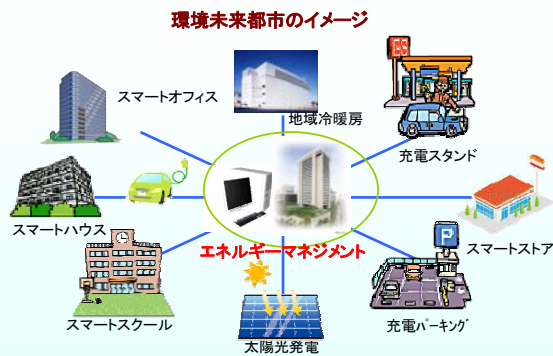 環境未来都市のイメージ
スマートオフィス
地域冷暖房
充電スタンド
スマートハウス
エネルギーマネジメント
スマートストア
スマートスクール
太陽光発電
充電パーキング
P